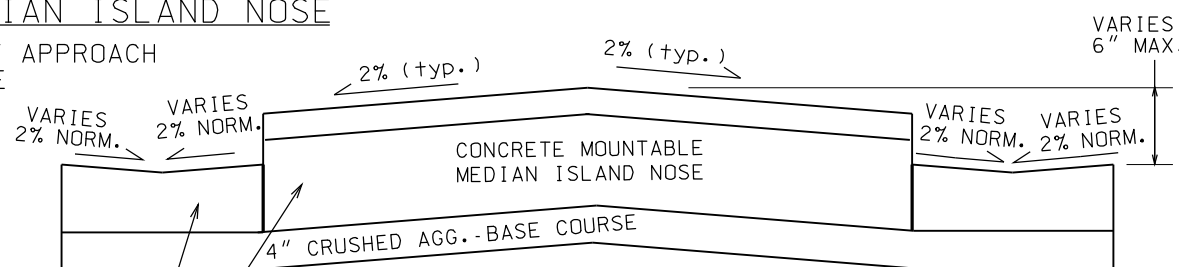 IAN ISLAND NOSE
APPROACH
VARIES
6" MAX.
2% (typ.)
2% (typ.)
VARIES
2% NORM.
VARIES
2% NORM.
VARIES
2% NORM.
VARIES
2% NORM.
CONCRETE MOUNTABLE
MEDIAN ISLAND NOSE
4" CRUSHED AGG.-BASE COURSE